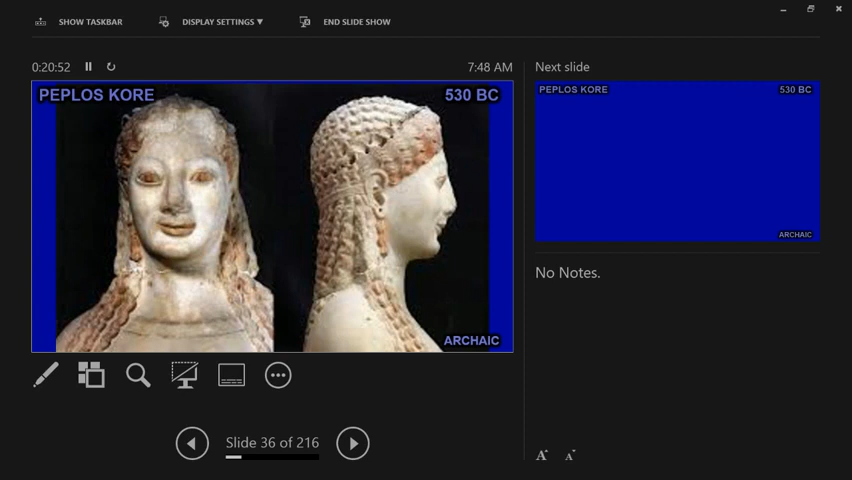 SHOW TASKBAR
DISPLAY SETTINGS ▼
END SLIDE SHOW
0:20:52
7:48 AM
PEPLOS KORE
530 BC
ARCHAIC
Slide 36 of 216
Next slide
PEPLOS KORE
530 BC
ARCHAIC
No Notes.
A A